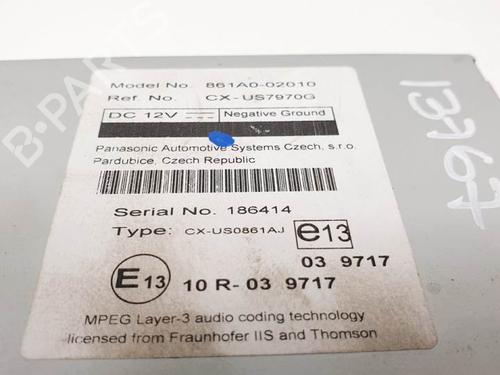 Model No. 861A0-02010
Ref. No. CX-US7970G
DC 12V Negative Ground
Panasonic Automotive Systems Czech, s.r.o.
Pardubice, Czech Republic
Serial No. 186414
Type: CX-US0861AJ e13
03 9717
E13 10 R-03 9717
MPEG Layer-3 audio coding technology
licensed from Fraunhofer IIS and Thomson
B-PARTS